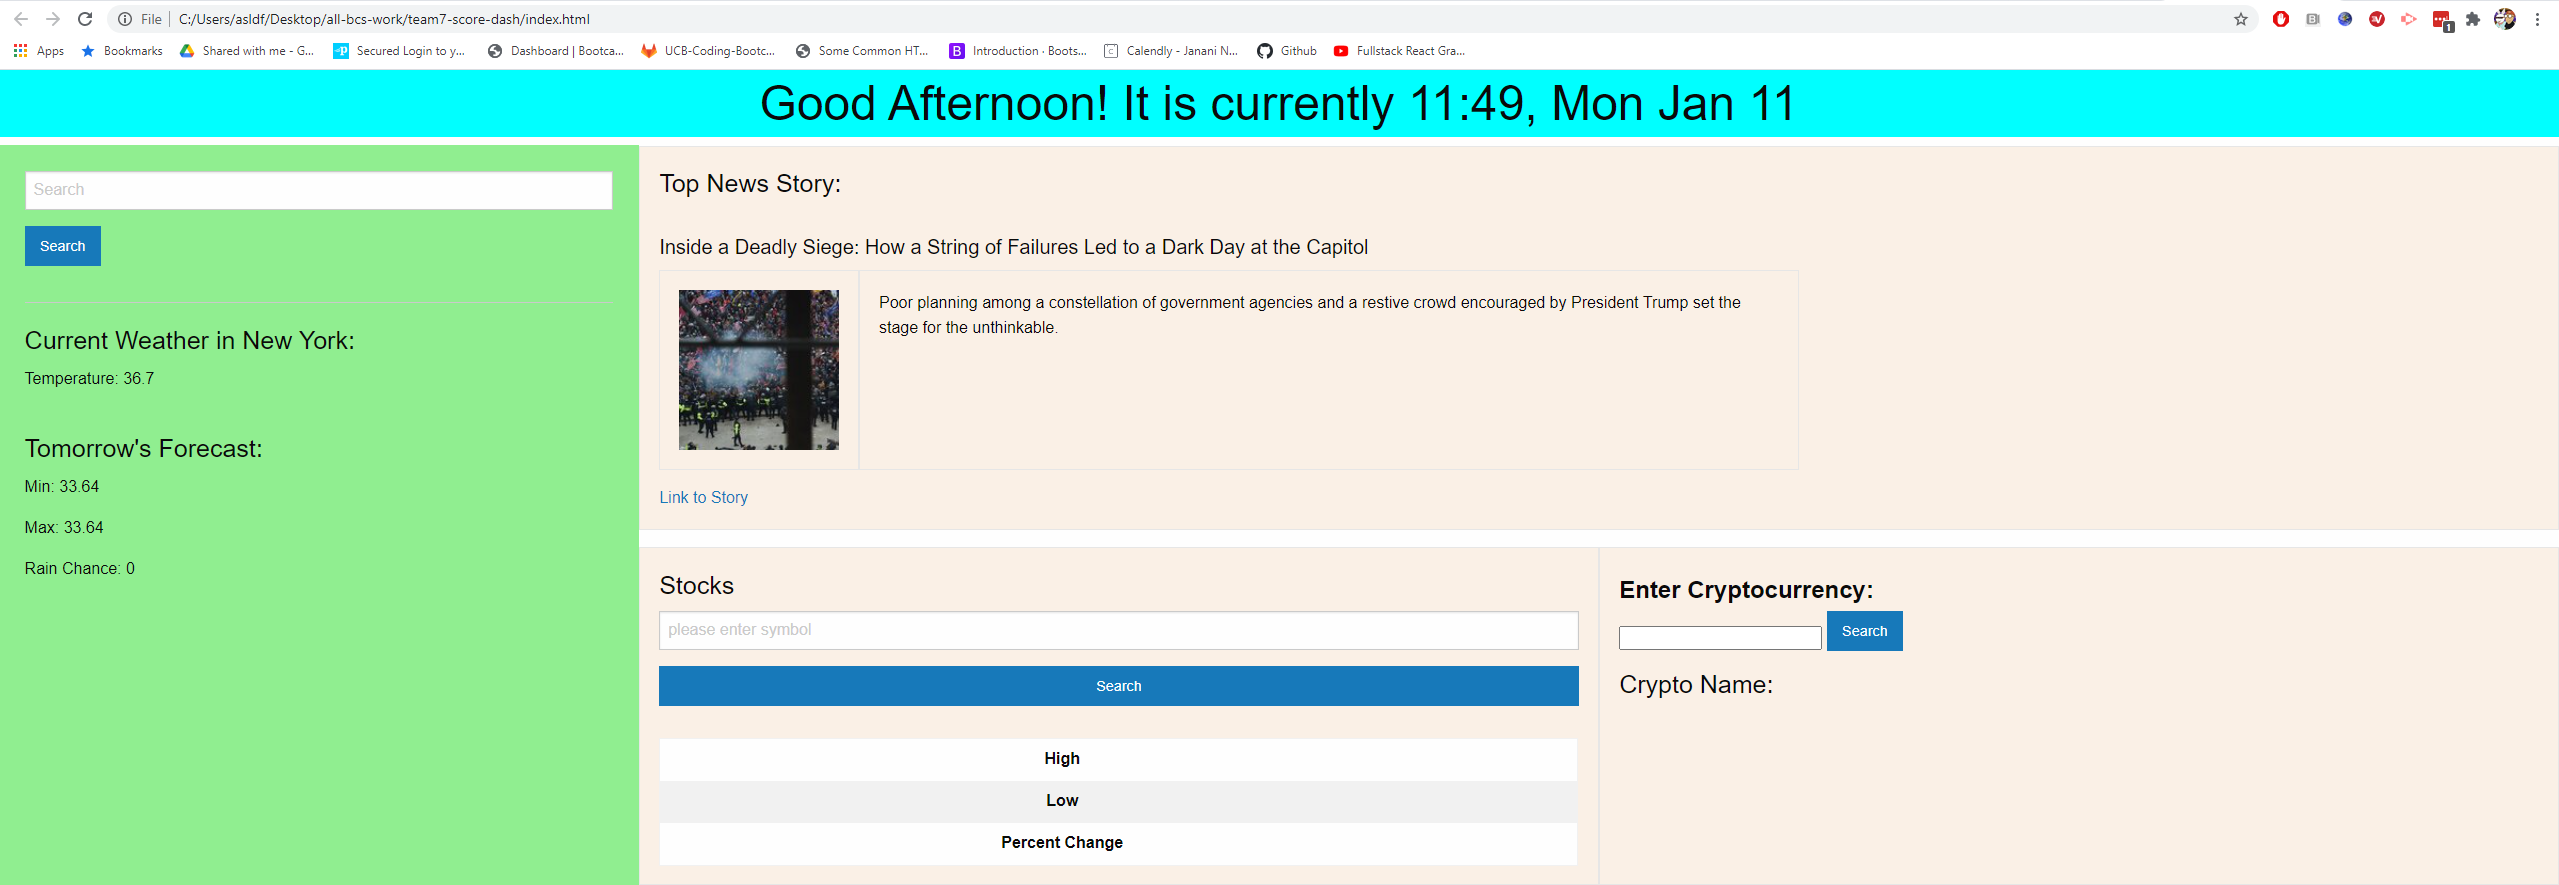 File | C:/Users/asldf/Desktop/all-bcs-work/team7-score-dash/index.html
Apps Bookmarks Shared with me - G... Secured Login to y... Dashboard | Bootca... UCB-Coding-Bootc... Some Common HT... Introduction · Boots... Calendly - Janani N... Github Fullstack React Gra...
Good Afternoon! It is currently 11:49, Mon Jan 11
Search
Search
Current Weather in New York:
Temperature: 36.7
Tomorrow's Forecast:
Min: 33.64
Max: 33.64
Rain Chance: 0
Top News Story:
Inside a Deadly Siege: How a String of Failures Led to a Dark Day at the Capitol
Poor planning among a constellation of government agencies and a restive crowd encouraged by President Trump set the
stage for the unthinkable.
Link to Story
Stocks
please enter symbol
Search
High
Low
Percent Change
Enter Cryptocurrency:
Search
Crypto Name: